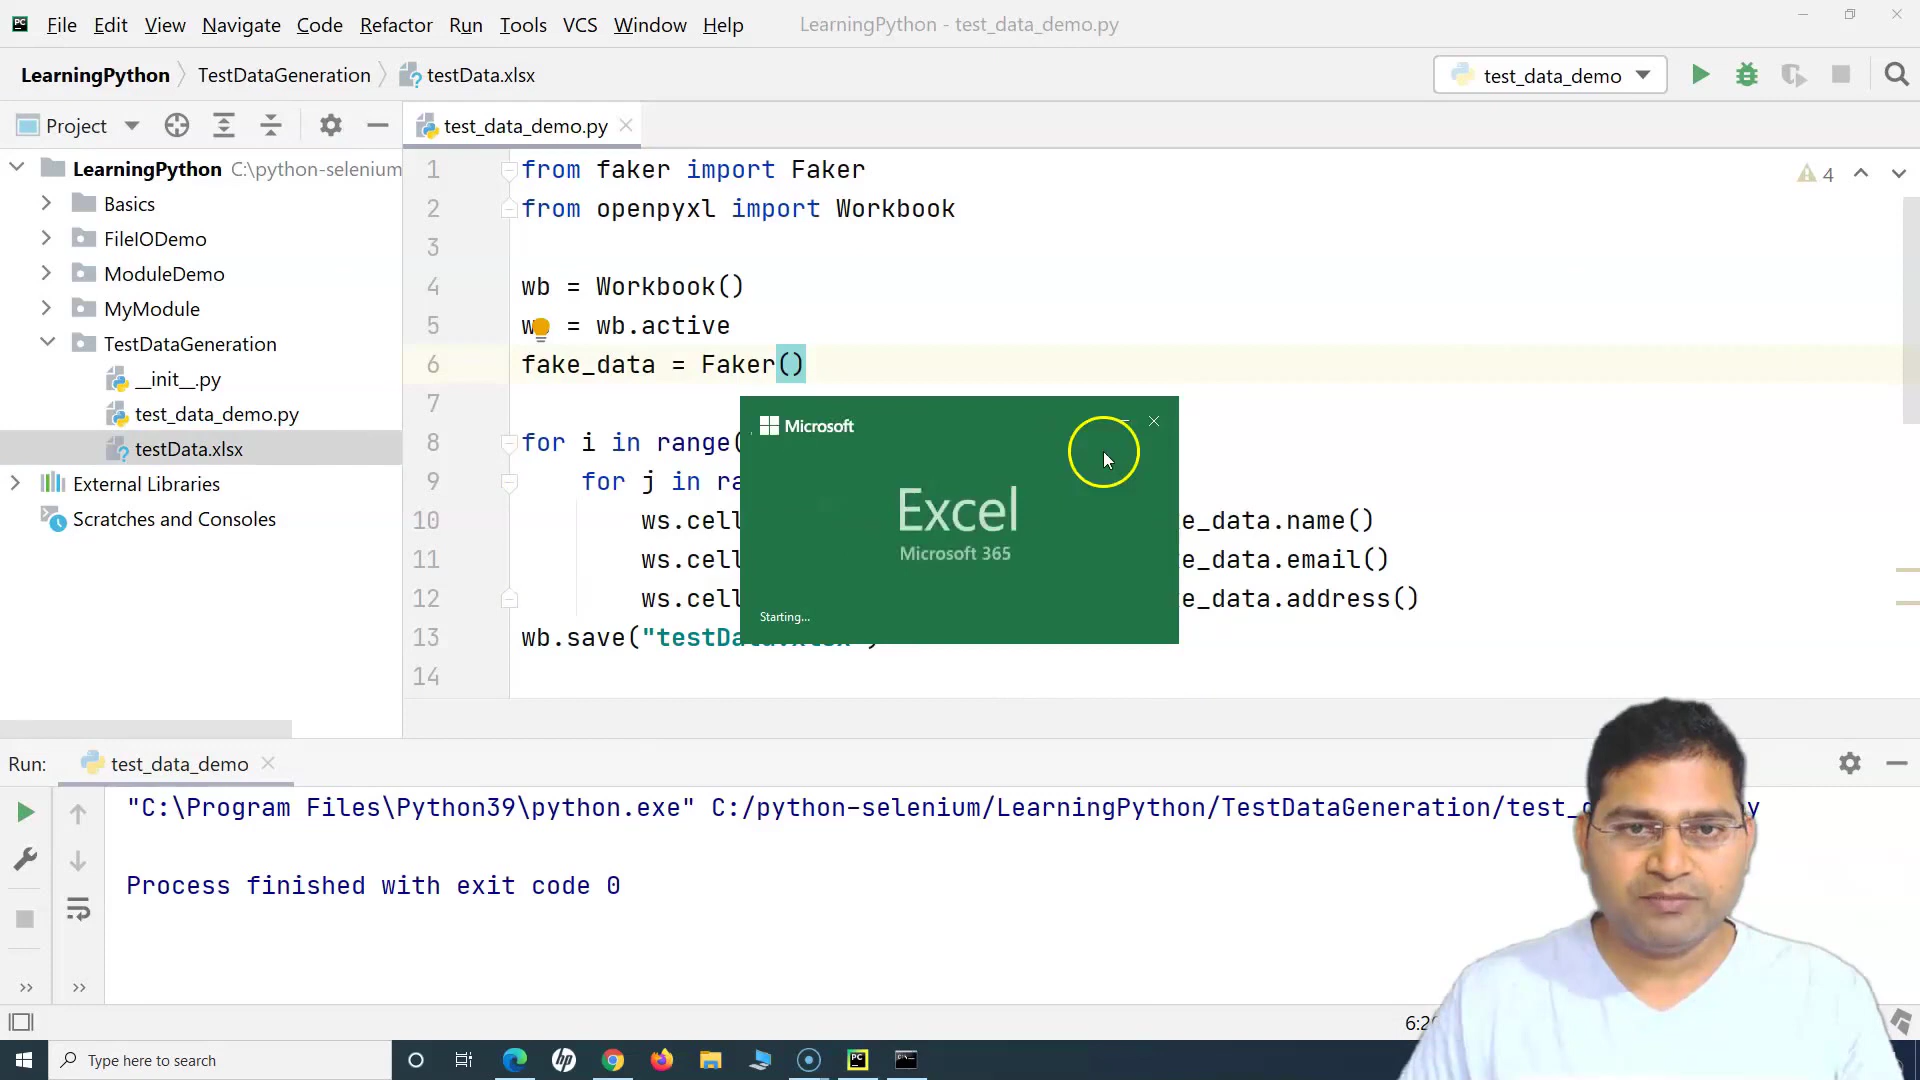 File Edit View Navigate Code Refactor Run Tools VCS Window Help LearningPython - test_data_demo.py
LearningPython TestDataGeneration testData.xlsx test_data_demo
Project test_data_demo.py
LearningPython C:\python-selenium
Basics
FileIODemo
ModuleDemo
MyModule
TestDataGeneration
__init__.py
test_data_demo.py
testData.xlsx
External Libraries
Scratches and Consoles
4
1 from faker import Faker
2 from openpyxl import Workbook
3
4 wb = Workbook()
5 = wb.active
6 fake_data = Faker()
7
8 for i in range(
9 for j in ra
10 ws.cell e_data.name()
11 ws.cell e_data.email()
12 ws.cell e_data.address()
13 wb.save("testData.xlsx")
14
Microsoft
Excel
Microsoft 365
Starting...
Run: test_data_demo
"C:\Program Files\Python39\python.exe" C:/python-selenium/LearningPython/TestDataGeneration/test_
Process finished with exit code 0
Type here to search